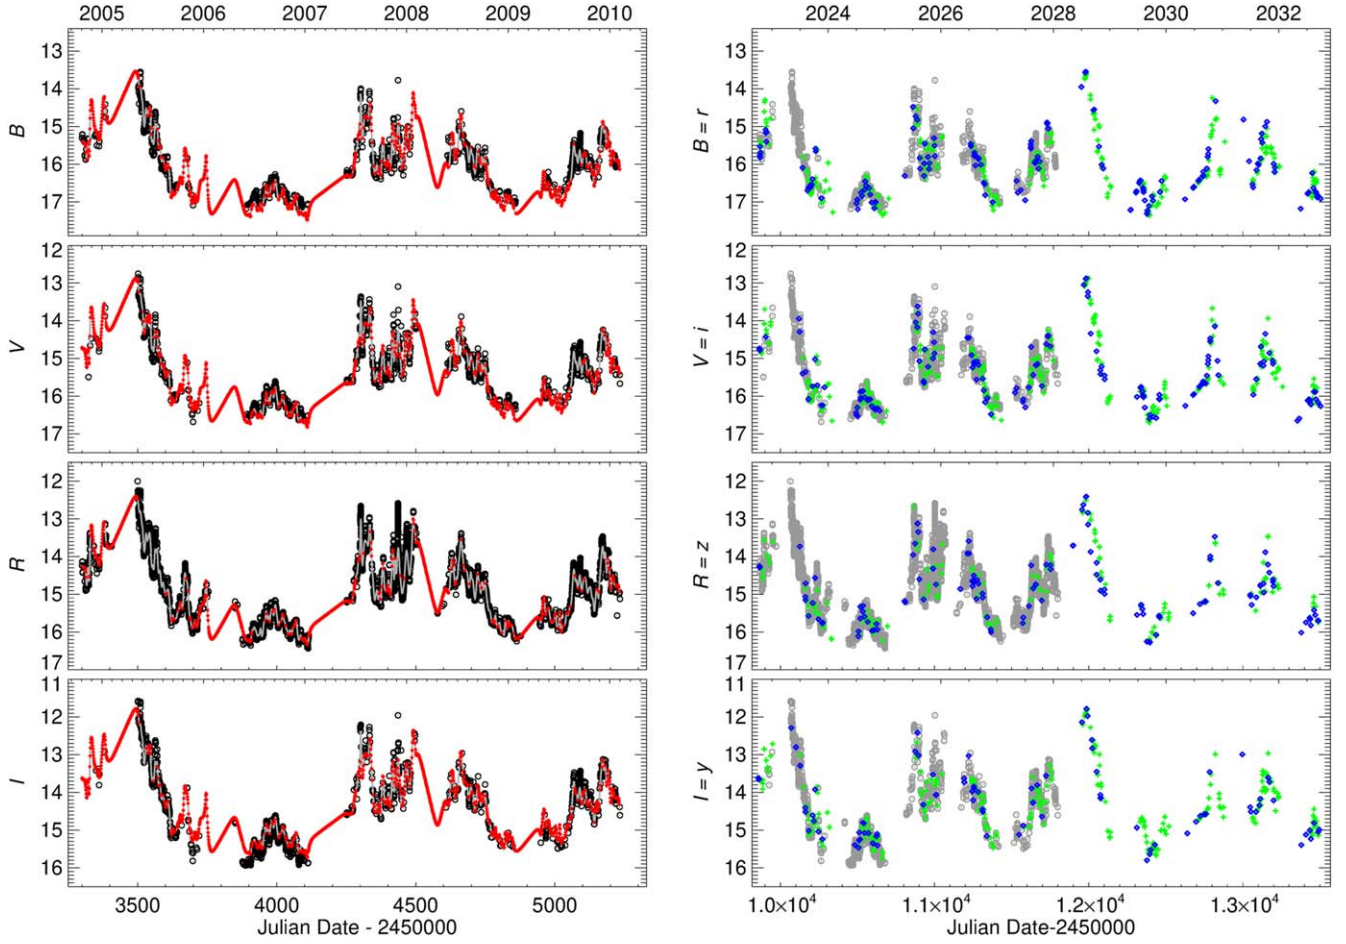 2005 2006 2007 2008 2009 2010
2024 2026 2028 2030 2032
13
14
15
16
17
B
B = r
12
13
14
15
16
17
V
V = i
12
13
14
15
16
17
R
R = z
11
12
13
14
15
16
I
I = y
3500 4000 4500 5000
1.0×10⁴ 1.1×10⁴ 1.2×10⁴ 1.3×10⁴
Julian Date - 2450000
Julian Date-2450000